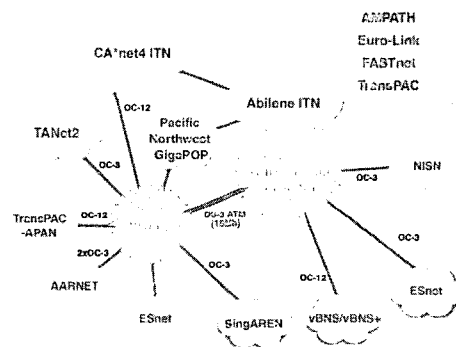 AMPATH
Euro-Link
FASTnet
TransPAC
CA*net4 ITN
Abilene ITN
OC-12
Pacific
Northwest
GigaPOP
TANet2
OC-3
OC-3
NISN
TransPAC
-APAN
OC-12
DS-3 ATM
(15Mb)
2xOC-3
OC-3
OC-12
OC-3
AARNET
ESnet
SingAREN
vBNS/vBNS+
ESnet